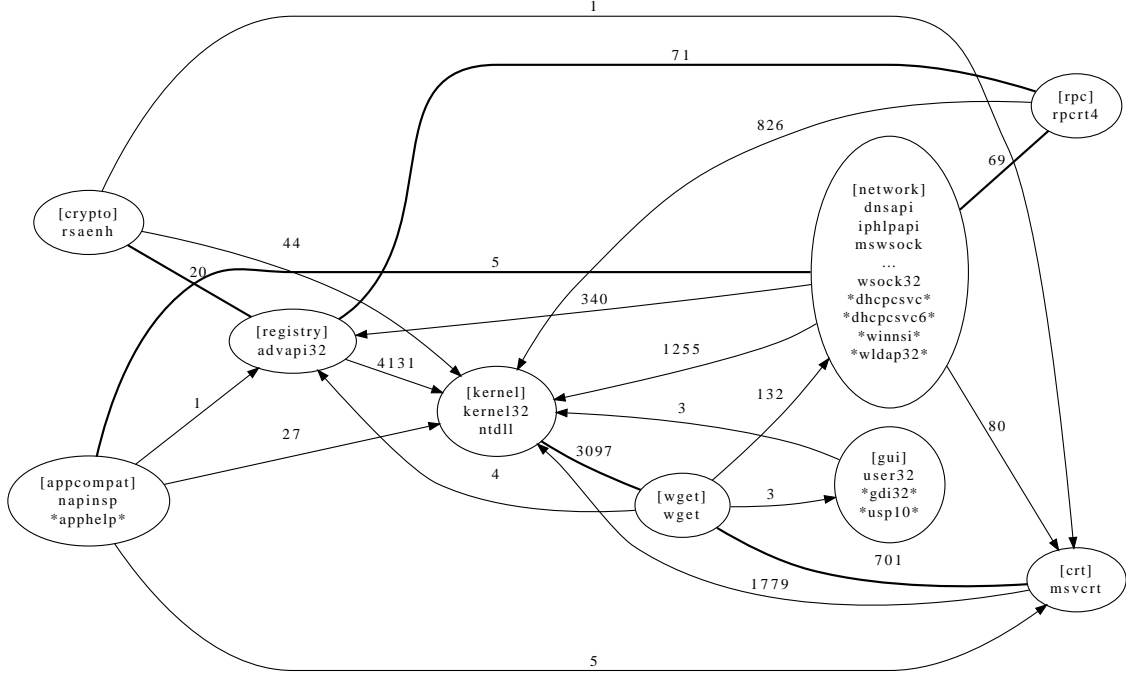 1
71
[rpc]
rpcrt4
826
69
[network]
dnsapi
iphlpapi
mswsock
...
wsock32
*dhcpcsvc*
*dhcpcsvc6*
*winnsi*
*wldap32*
[crypto]
rsaenh
44
20
5
340
[registry]
advapi32
4131
1255
[kernel]
kernel32
ntdll
132
3
1
27
80
3097
4
[gui]
user32
*gdi32*
*usp10*
[appcompat]
napinsp
*apphelp*
[wget]
wget
3
701
1779
[crt]
msvcrt
5